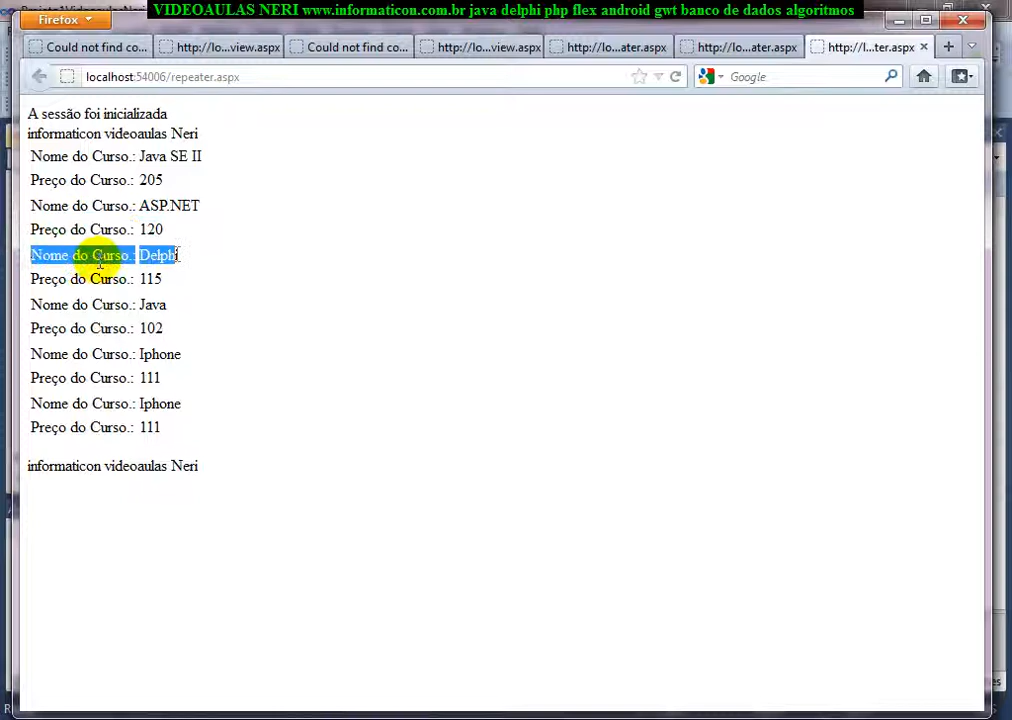 VIDEOAULAS NERI www.informaticon.com.br java delphi php flex android gwt banco de dados algoritmos
Firefox
Could not find co...
http://lo...view.aspx
Could not find co...
http://lo...view.aspx
http://lo...ater.aspx
http://lo...ater.aspx
http://l...ter.aspx
localhost:54006/repeater.aspx
Google
A sessão foi inicializada
informaticon videoaulas Neri
Nome do Curso.: Java SE II
Preço do Curso.: 205
Nome do Curso.: ASP.NET
Preço do Curso.: 120
Nome do Curso.: Delphi
Preço do Curso.: 115
Nome do Curso.: Java
Preço do Curso.: 102
Nome do Curso.: Iphone
Preço do Curso.: 111
Nome do Curso.: Iphone
Preço do Curso.: 111
informaticon videoaulas Neri